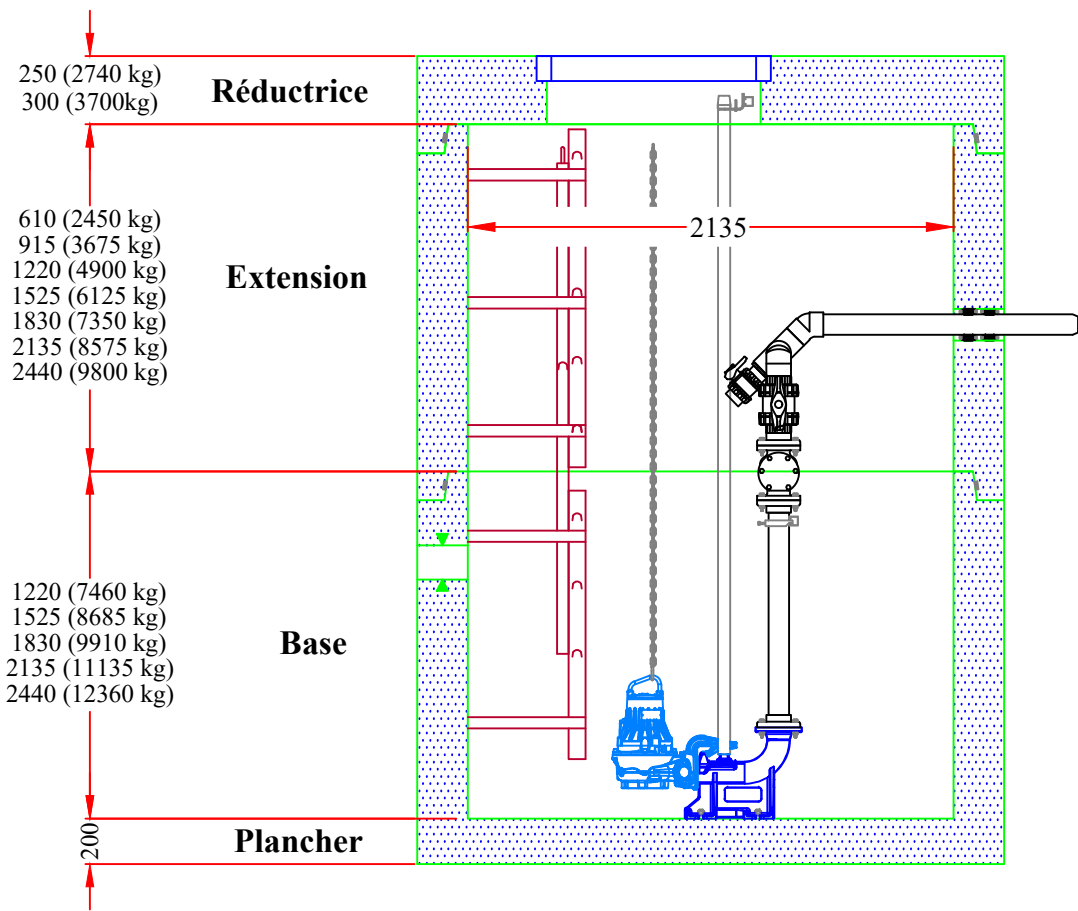 250 (2740 kg)
300 (3700kg)
Réductrice
610 (2450 kg)
915 (3675 kg)
1220 (4900 kg)
1525 (6125 kg)
1830 (7350 kg)
2135 (8575 kg)
2440 (9800 kg)
Extension
2135
1220 (7460 kg)
1525 (8685 kg)
1830 (9910 kg)
2135 (11135 kg)
2440 (12360 kg)
Base
200
Plancher